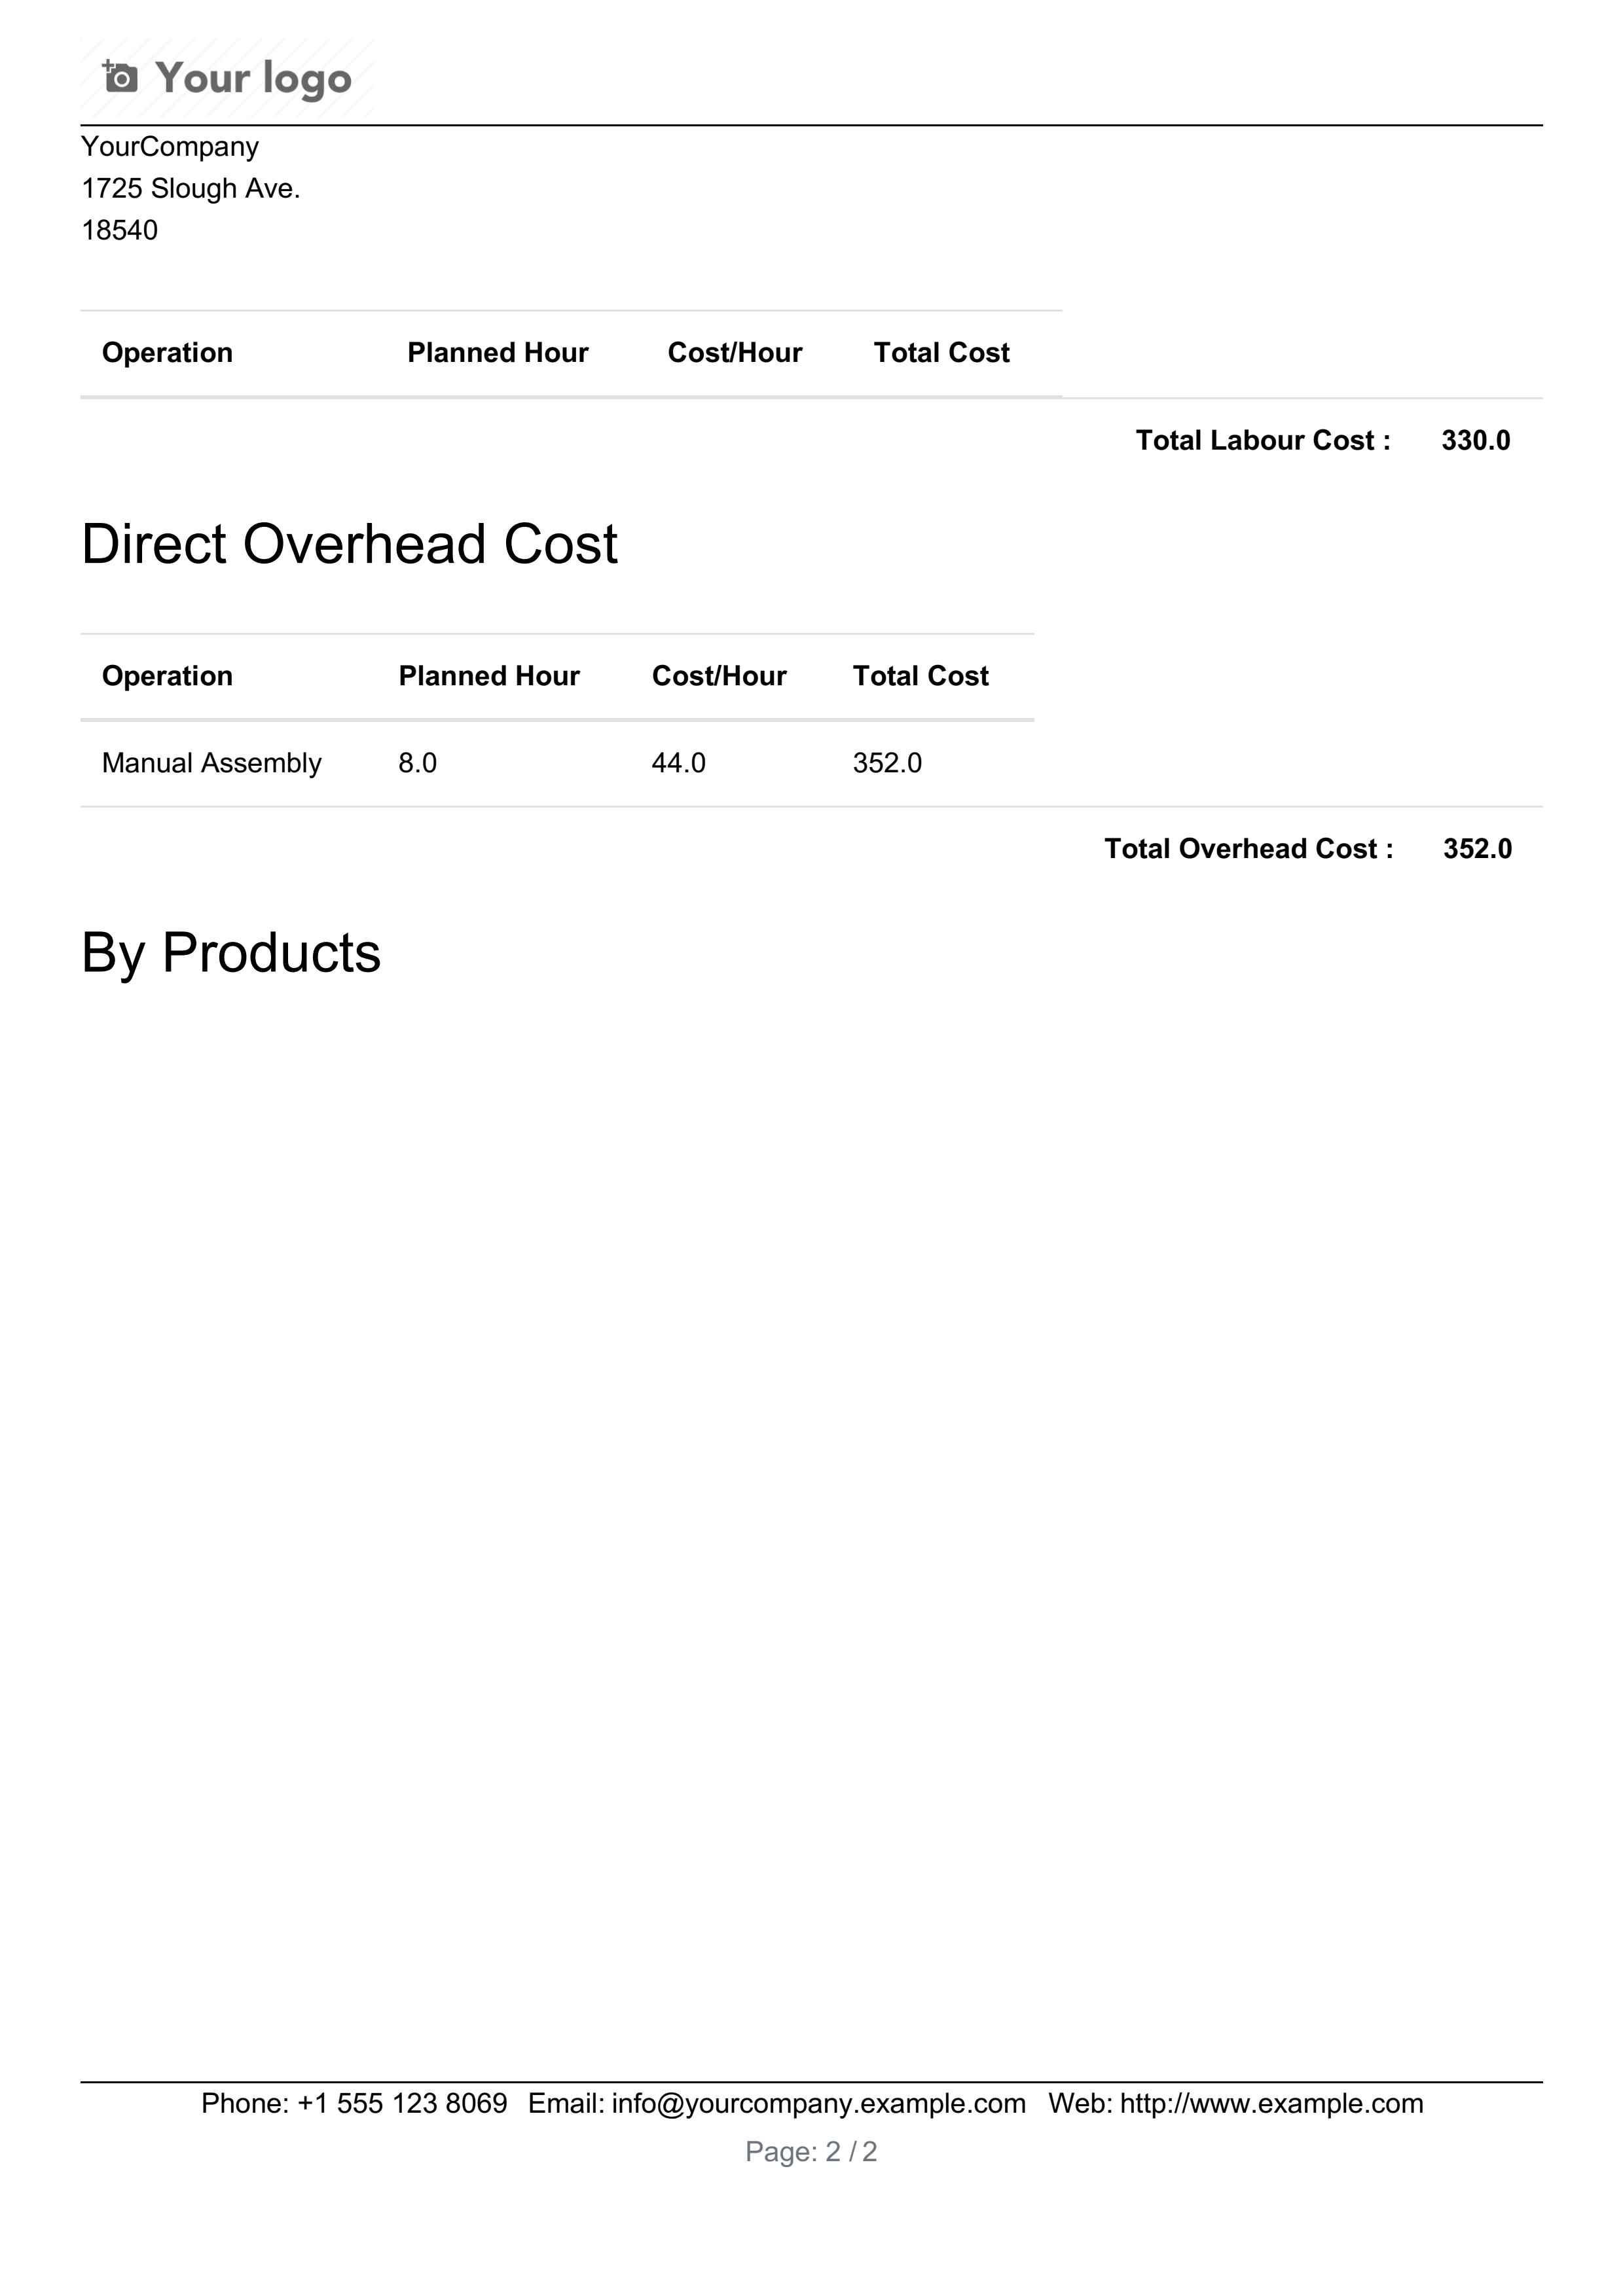 Your logo
YourCompany
1725 Slough Ave.
18540
Operation Planned Hour Cost/Hour Total Cost
Total Labour Cost : 330.0
Direct Overhead Cost
Operation Planned Hour Cost/Hour Total Cost
Manual Assembly 8.0 44.0 352.0
Total Overhead Cost : 352.0
By Products
Phone: +1 555 123 8069 Email: info@yourcompany.example.com Web: http://www.example.com
Page: 2 / 2